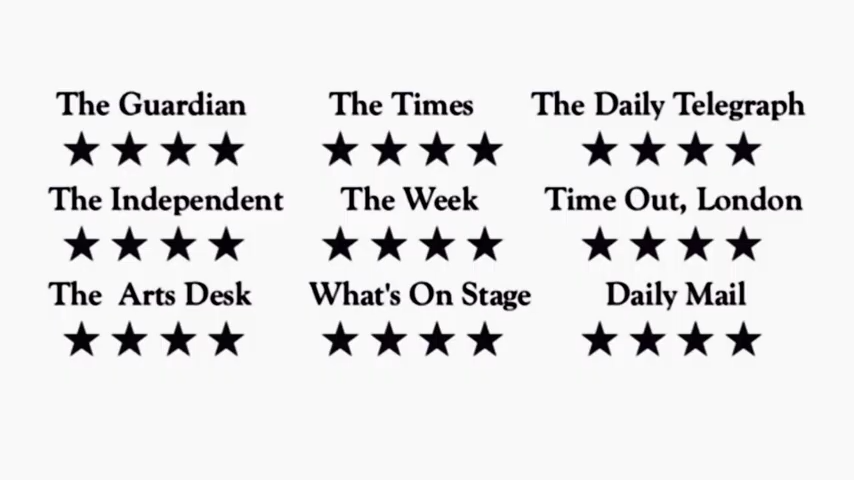 The Guardian The Times The Daily Telegraph
★ ★ ★ ★ ★ ★ ★ ★ ★ ★ ★ ★
The Independent The Week Time Out, London
★ ★ ★ ★ ★ ★ ★ ★ ★ ★ ★ ★
The Arts Desk What's On Stage Daily Mail
★ ★ ★ ★ ★ ★ ★ ★ ★ ★ ★ ★